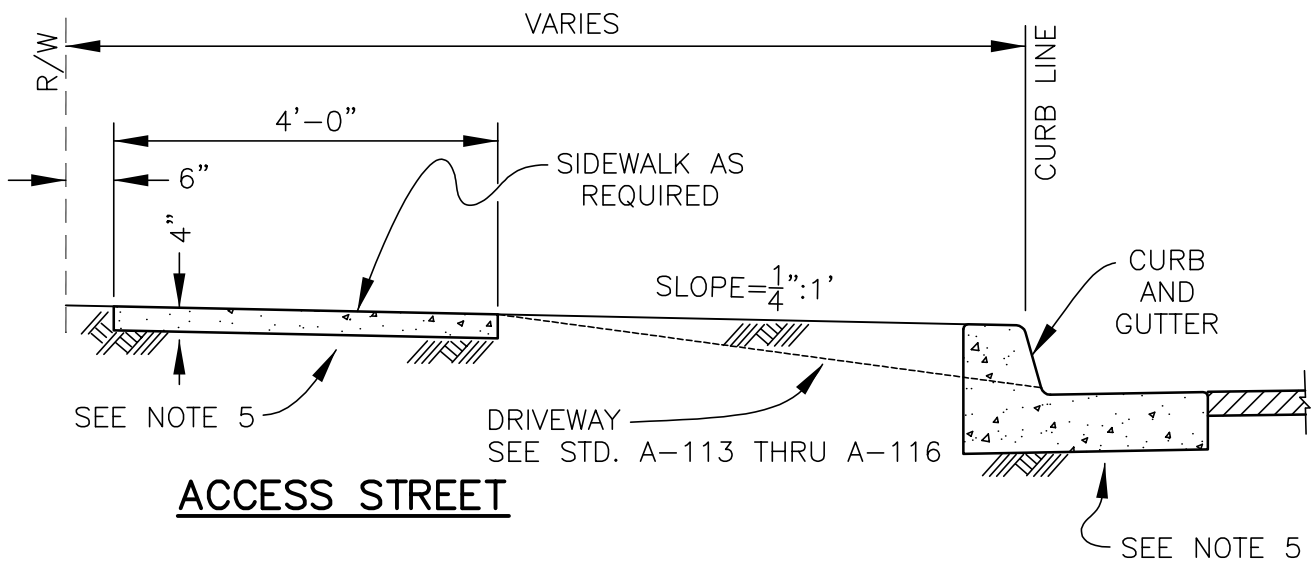 VARIES
R/W
CURB LINE
4'-0"
6"
4"
SIDEWALK AS
REQUIRED
SLOPE=1/4":1'
CURB
AND
GUTTER
SEE NOTE 5
DRIVEWAY
SEE STD. A-113 THRU A-116
ACCESS STREET
SEE NOTE 5